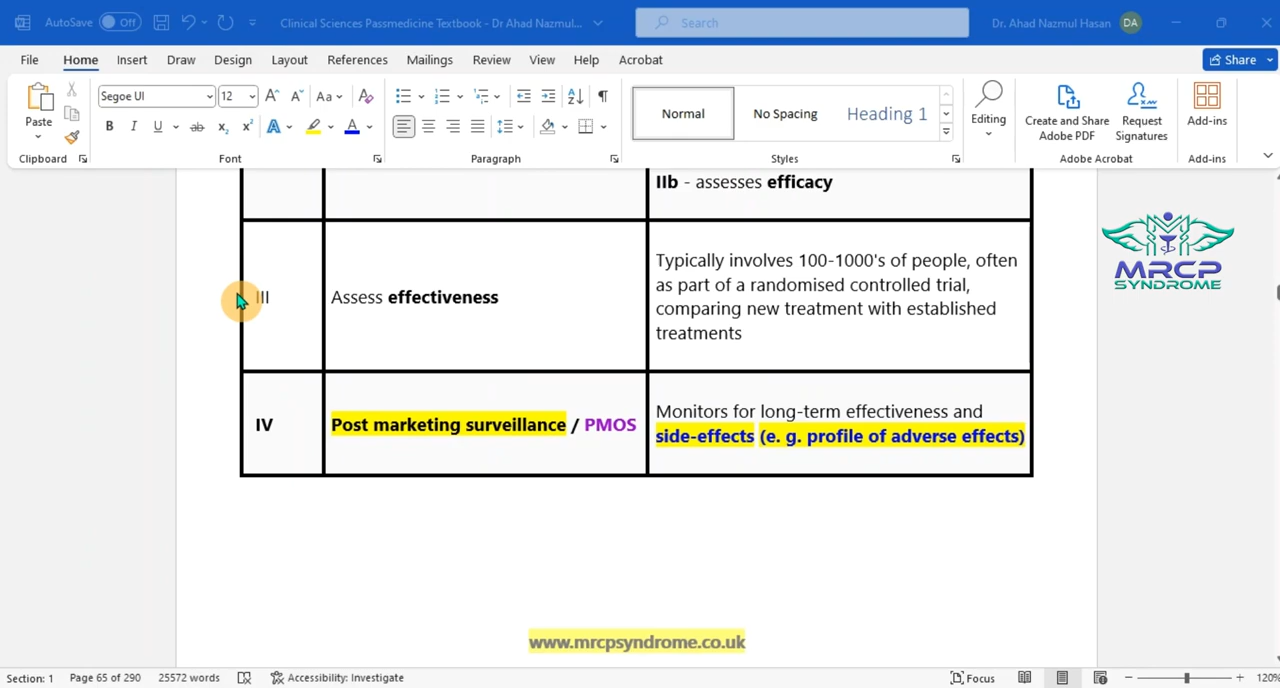 AutoSave Off Clinical Sciences Passmedicine Textbook - Dr Ahad Nazmul... Search Dr. Ahad Nazmul Hasan DA
File Home Insert Draw Design Layout References Mailings Review View Help Acrobat Share
Paste
Segoe UI 12
Normal
No Spacing
Heading 1
Editing
Create and Share
Adobe PDF
Request
Signatures
Add-ins
Clipboard Font Paragraph Styles Adobe Acrobat Add-ins
IIb - assesses efficacy
III
Assess effectiveness
Typically involves 100-1000's of people, often
as part of a randomised controlled trial,
comparing new treatment with established
treatments
IV
Post marketing surveillance / PMOS
Monitors for long-term effectiveness and
side-effects (e. g. profile of adverse effects)
MRCP
SYNDROME
www.mrcpsyndrome.co.uk
Section: 1 Page 65 of 290 25572 words Accessibility: Investigate Focus 120%